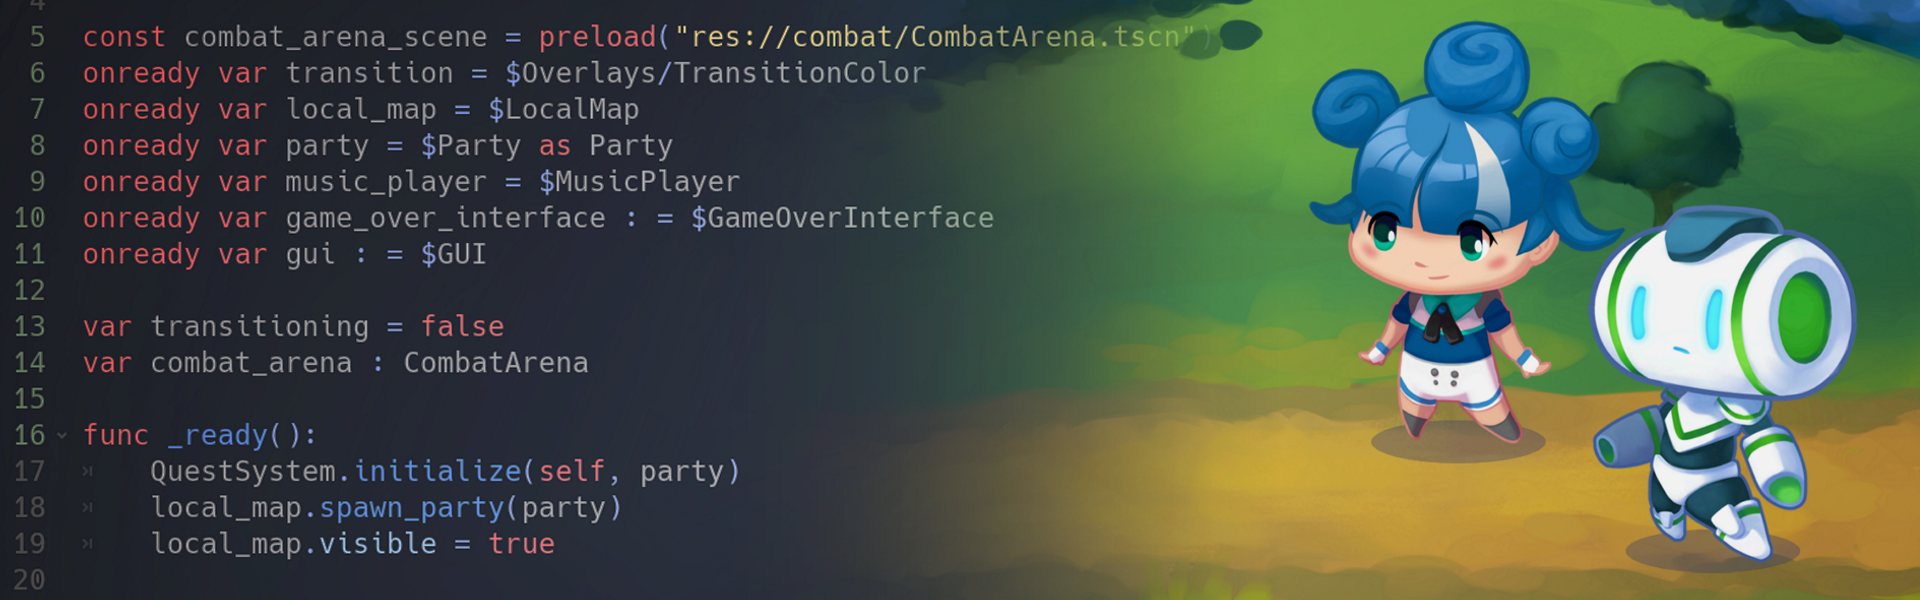 4
5 const combat_arena_scene = preload("res://combat/CombatArena.tscn")
6 onready var transition = $Overlays/TransitionColor
7 onready var local_map = $LocalMap
8 onready var party = $Party as Party
9 onready var music_player = $MusicPlayer
10 onready var game_over_interface : = $GameOverInterface
11 onready var gui : = $GUI
12
13 var transitioning = false
14 var combat_arena : CombatArena
15
16 func _ready():
17 QuestSystem.initialize(self, party)
18 local_map.spawn_party(party)
19 local_map.visible = true
20